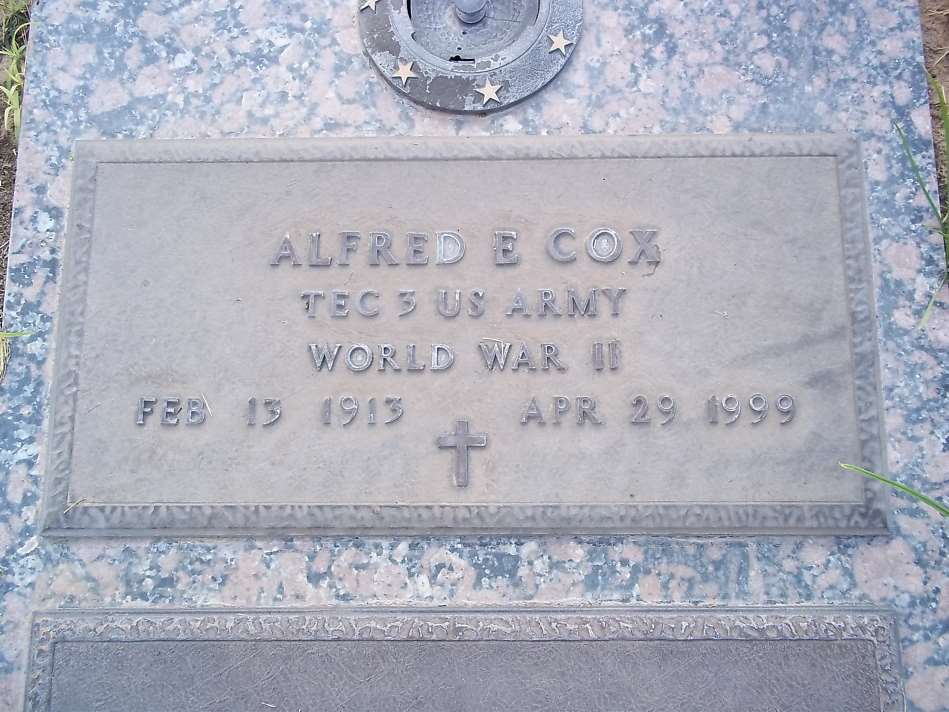 ALFRED E COX
TEC 3 US ARMY
WORLD WAR II
FEB 13 1913 APR 29 1999